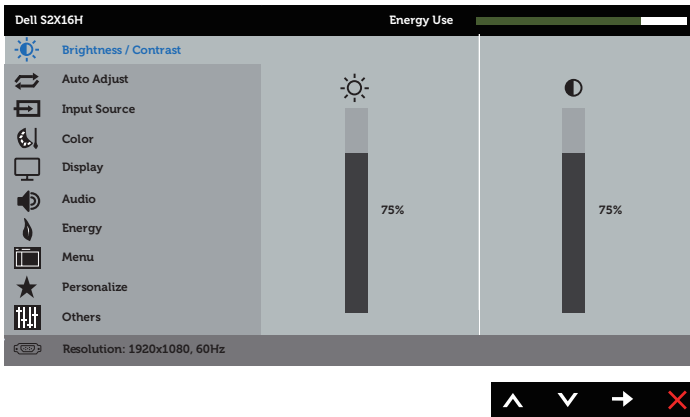 Dell S2X16H Energy Use
Brightness / Contrast
Auto Adjust
Input Source
Color
Display
Audio
Energy
Menu
Personalize
Others
75% 75%
Resolution: 1920x1080, 60Hz